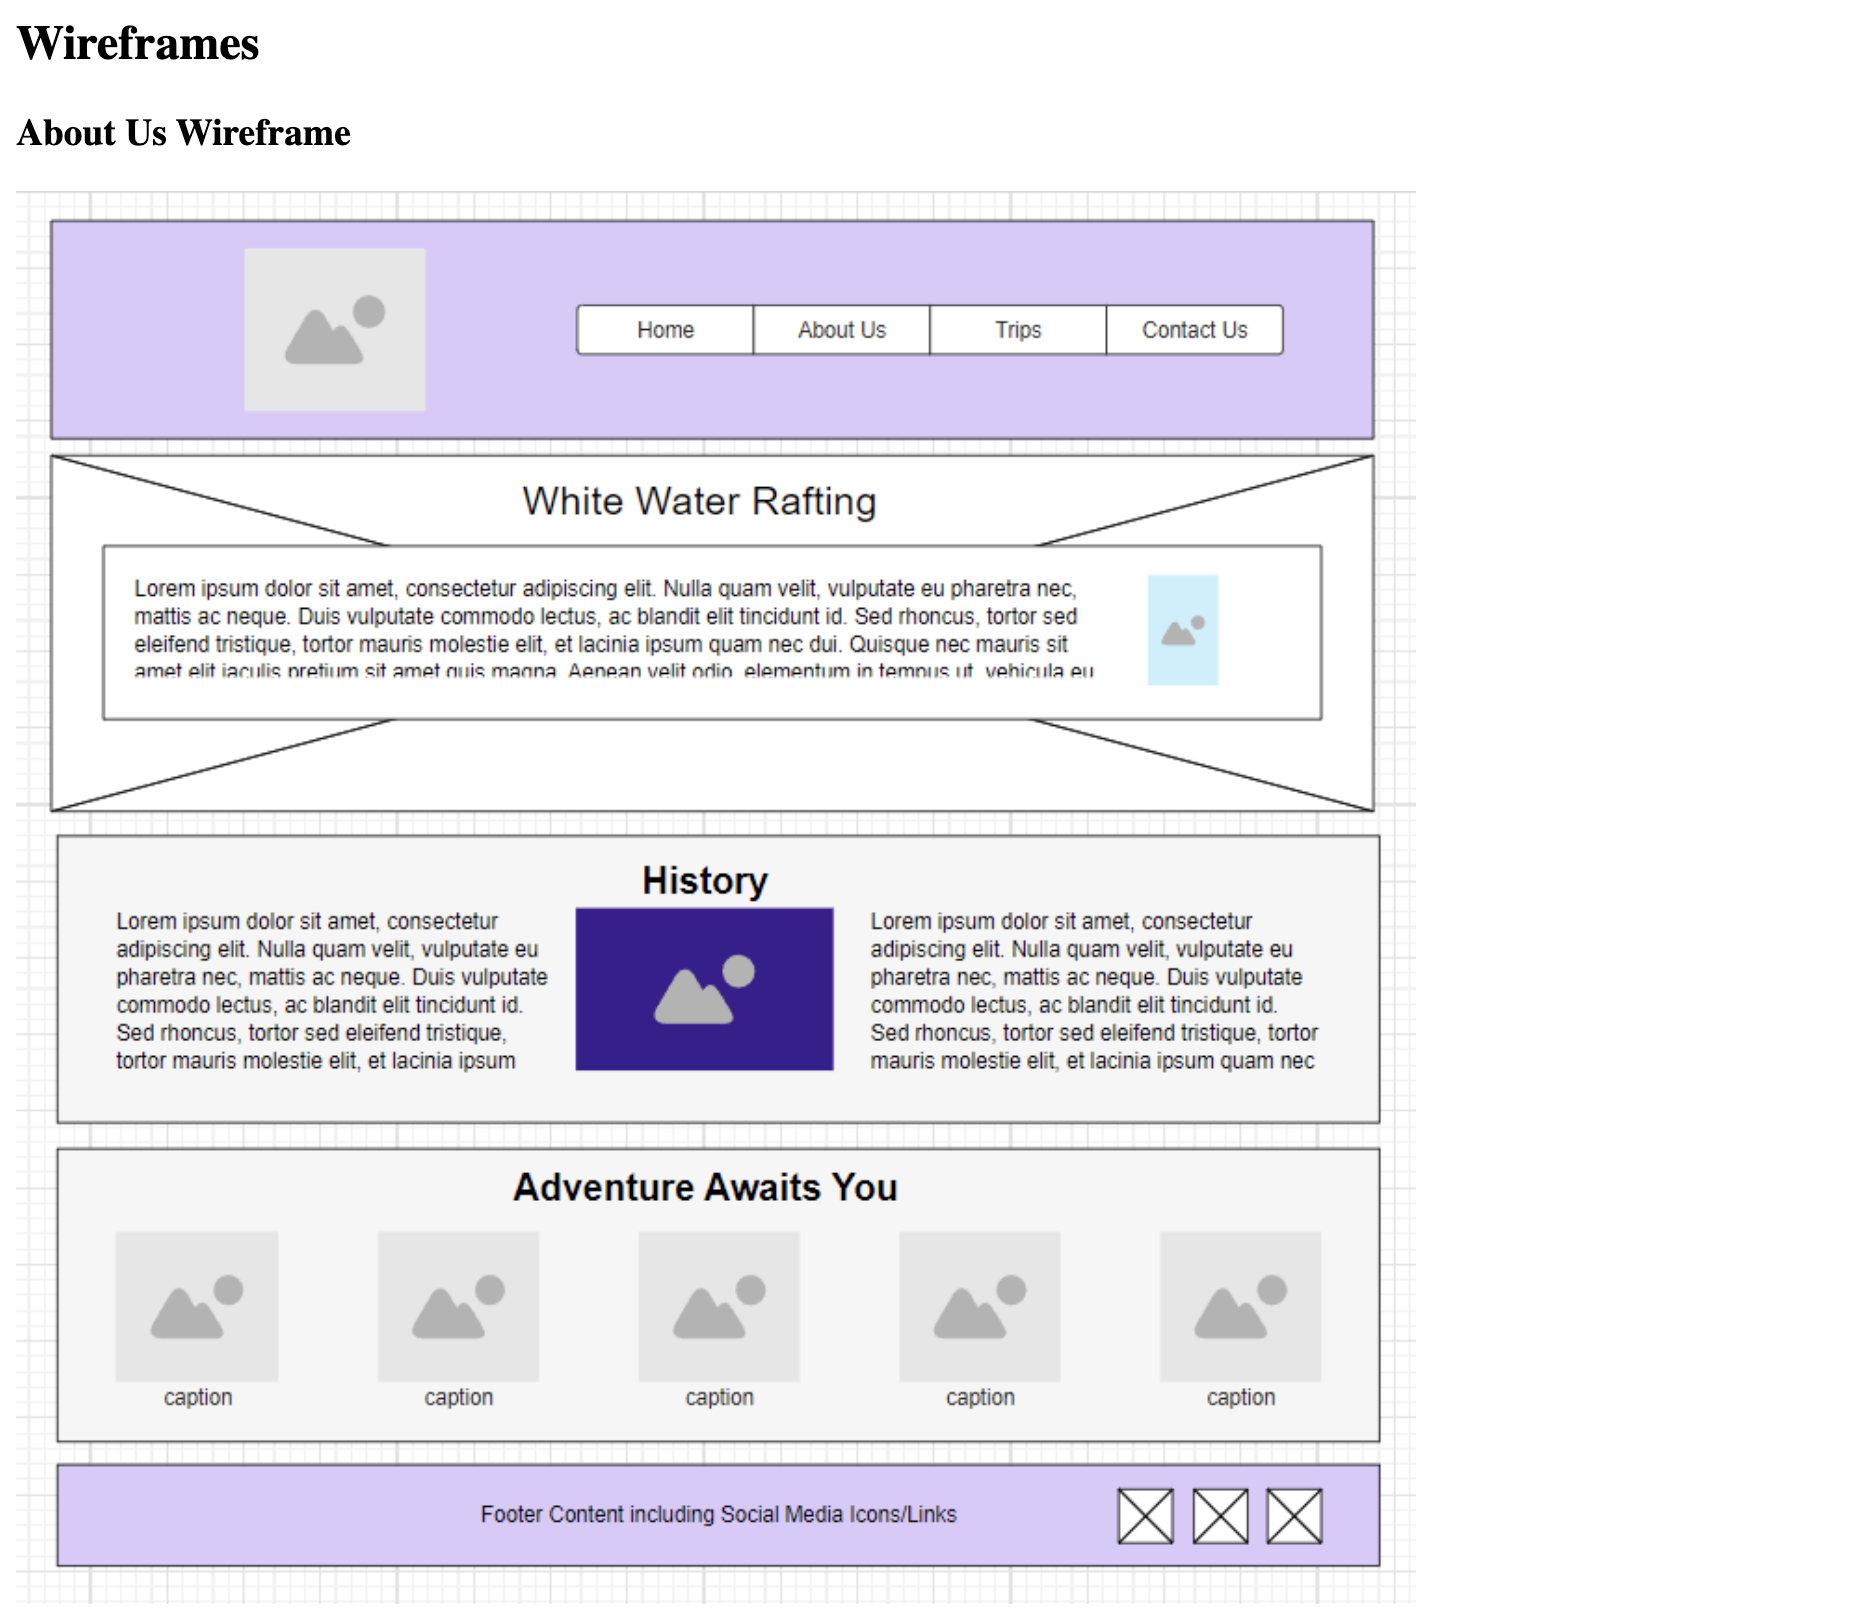 Wireframes
About Us Wireframe
Home About Us Trips Contact Us
White Water Rafting
Lorem ipsum dolor sit amet, consectetur adipiscing elit. Nulla quam velit, vulputate eu pharetra nec,
mattis ac neque. Duis vulputate commodo lectus, ac blandit elit tincidunt id. Sed rhoncus, tortor sed
eleifend tristique, tortor mauris molestie elit, et lacinia ipsum quam nec dui. Quisque nec mauris sit
amet elit iaculis pretium sit amet quis magna. Aenean velit odio, elementum in tempus ut, vehicula eu
History
Lorem ipsum dolor sit amet, consectetur
adipiscing elit. Nulla quam velit, vulputate eu
pharetra nec, mattis ac neque. Duis vulputate
commodo lectus, ac blandit elit tincidunt id.
Sed rhoncus, tortor sed eleifend tristique,
tortor mauris molestie elit, et lacinia ipsum
Lorem ipsum dolor sit amet, consectetur
adipiscing elit. Nulla quam velit, vulputate eu
pharetra nec, mattis ac neque. Duis vulputate
commodo lectus, ac blandit elit tincidunt id.
Sed rhoncus, tortor sed eleifend tristique, tortor
mauris molestie elit, et lacinia ipsum quam nec
Adventure Awaits You
caption caption caption caption caption
Footer Content including Social Media Icons/Links